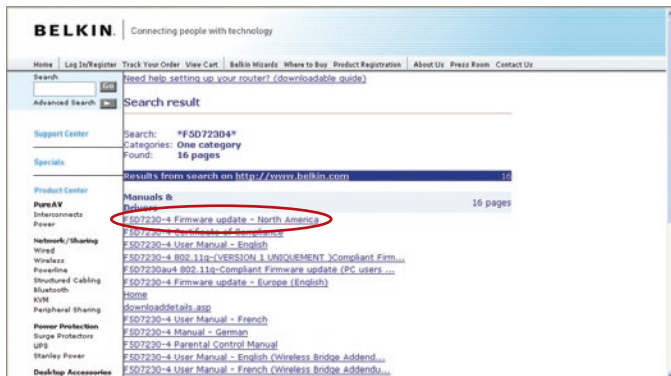 BELKIN. Connecting people with technology
Home Log In/Register Track Your Order View Cart Belkin Wizards Where to Buy Product Registration About Us Press Room Contact Us
Search
Go
Advanced Search
Support Center
Specials
Product Center
PureAV
Interconnects
Power
Network/Sharing
Wired
Wireless
Powerline
Structured Cabling
Bluetooth
KVM
Peripheral Sharing
Power Protection
Surge Protectors
UPS
Stanley Power
Desktop Accessories
Need help setting up your router? (downloadable guide)
Search result
Search: *F5D72304*
Categories: One category
Found: 16 pages
Results from search on http://www.belkin.com 16
Manuals & Drivers 16 pages
F5D7230-4 Firmware update - North America
F5D7230-4 Certificate of Compliance
F5D7230-4 User Manual - English
F5D7230-4 802.11g-(VERSION 1 UNIQUEMENT )Compliant Firm...
F5D7230au4 802.11g-Compliant Firmware update (PC users ...
F5D7230-4 Firmware update - Europe (English)
Home
downloaddetails.asp
F5D7230-4 User Manual - French
F5D7230-4 Manual - German
F5D7230-4 Parental Control Manual
F5D7230-4 User Manual - English (Wireless Bridge Addend...
F5D7230-4 User Manual - French (Wireless Bridge Addendu...